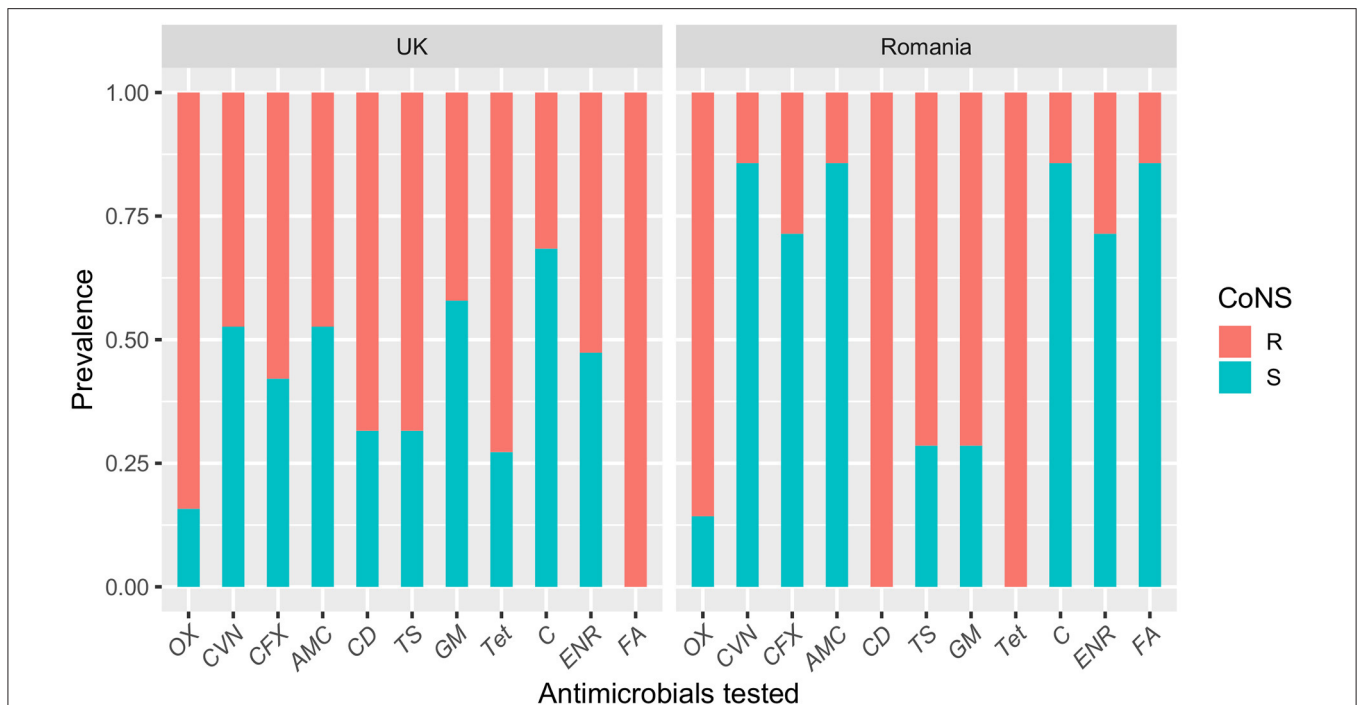 UK
Romania
1.00
0.75
0.50
0.25
0.00
Prevalence
OX CVN CFX AMC CD TS GM Tet C ENR FA
OX CVN CFX AMC CD TS GM Tet C ENR FA
Antimicrobials tested
CoNS
R
S